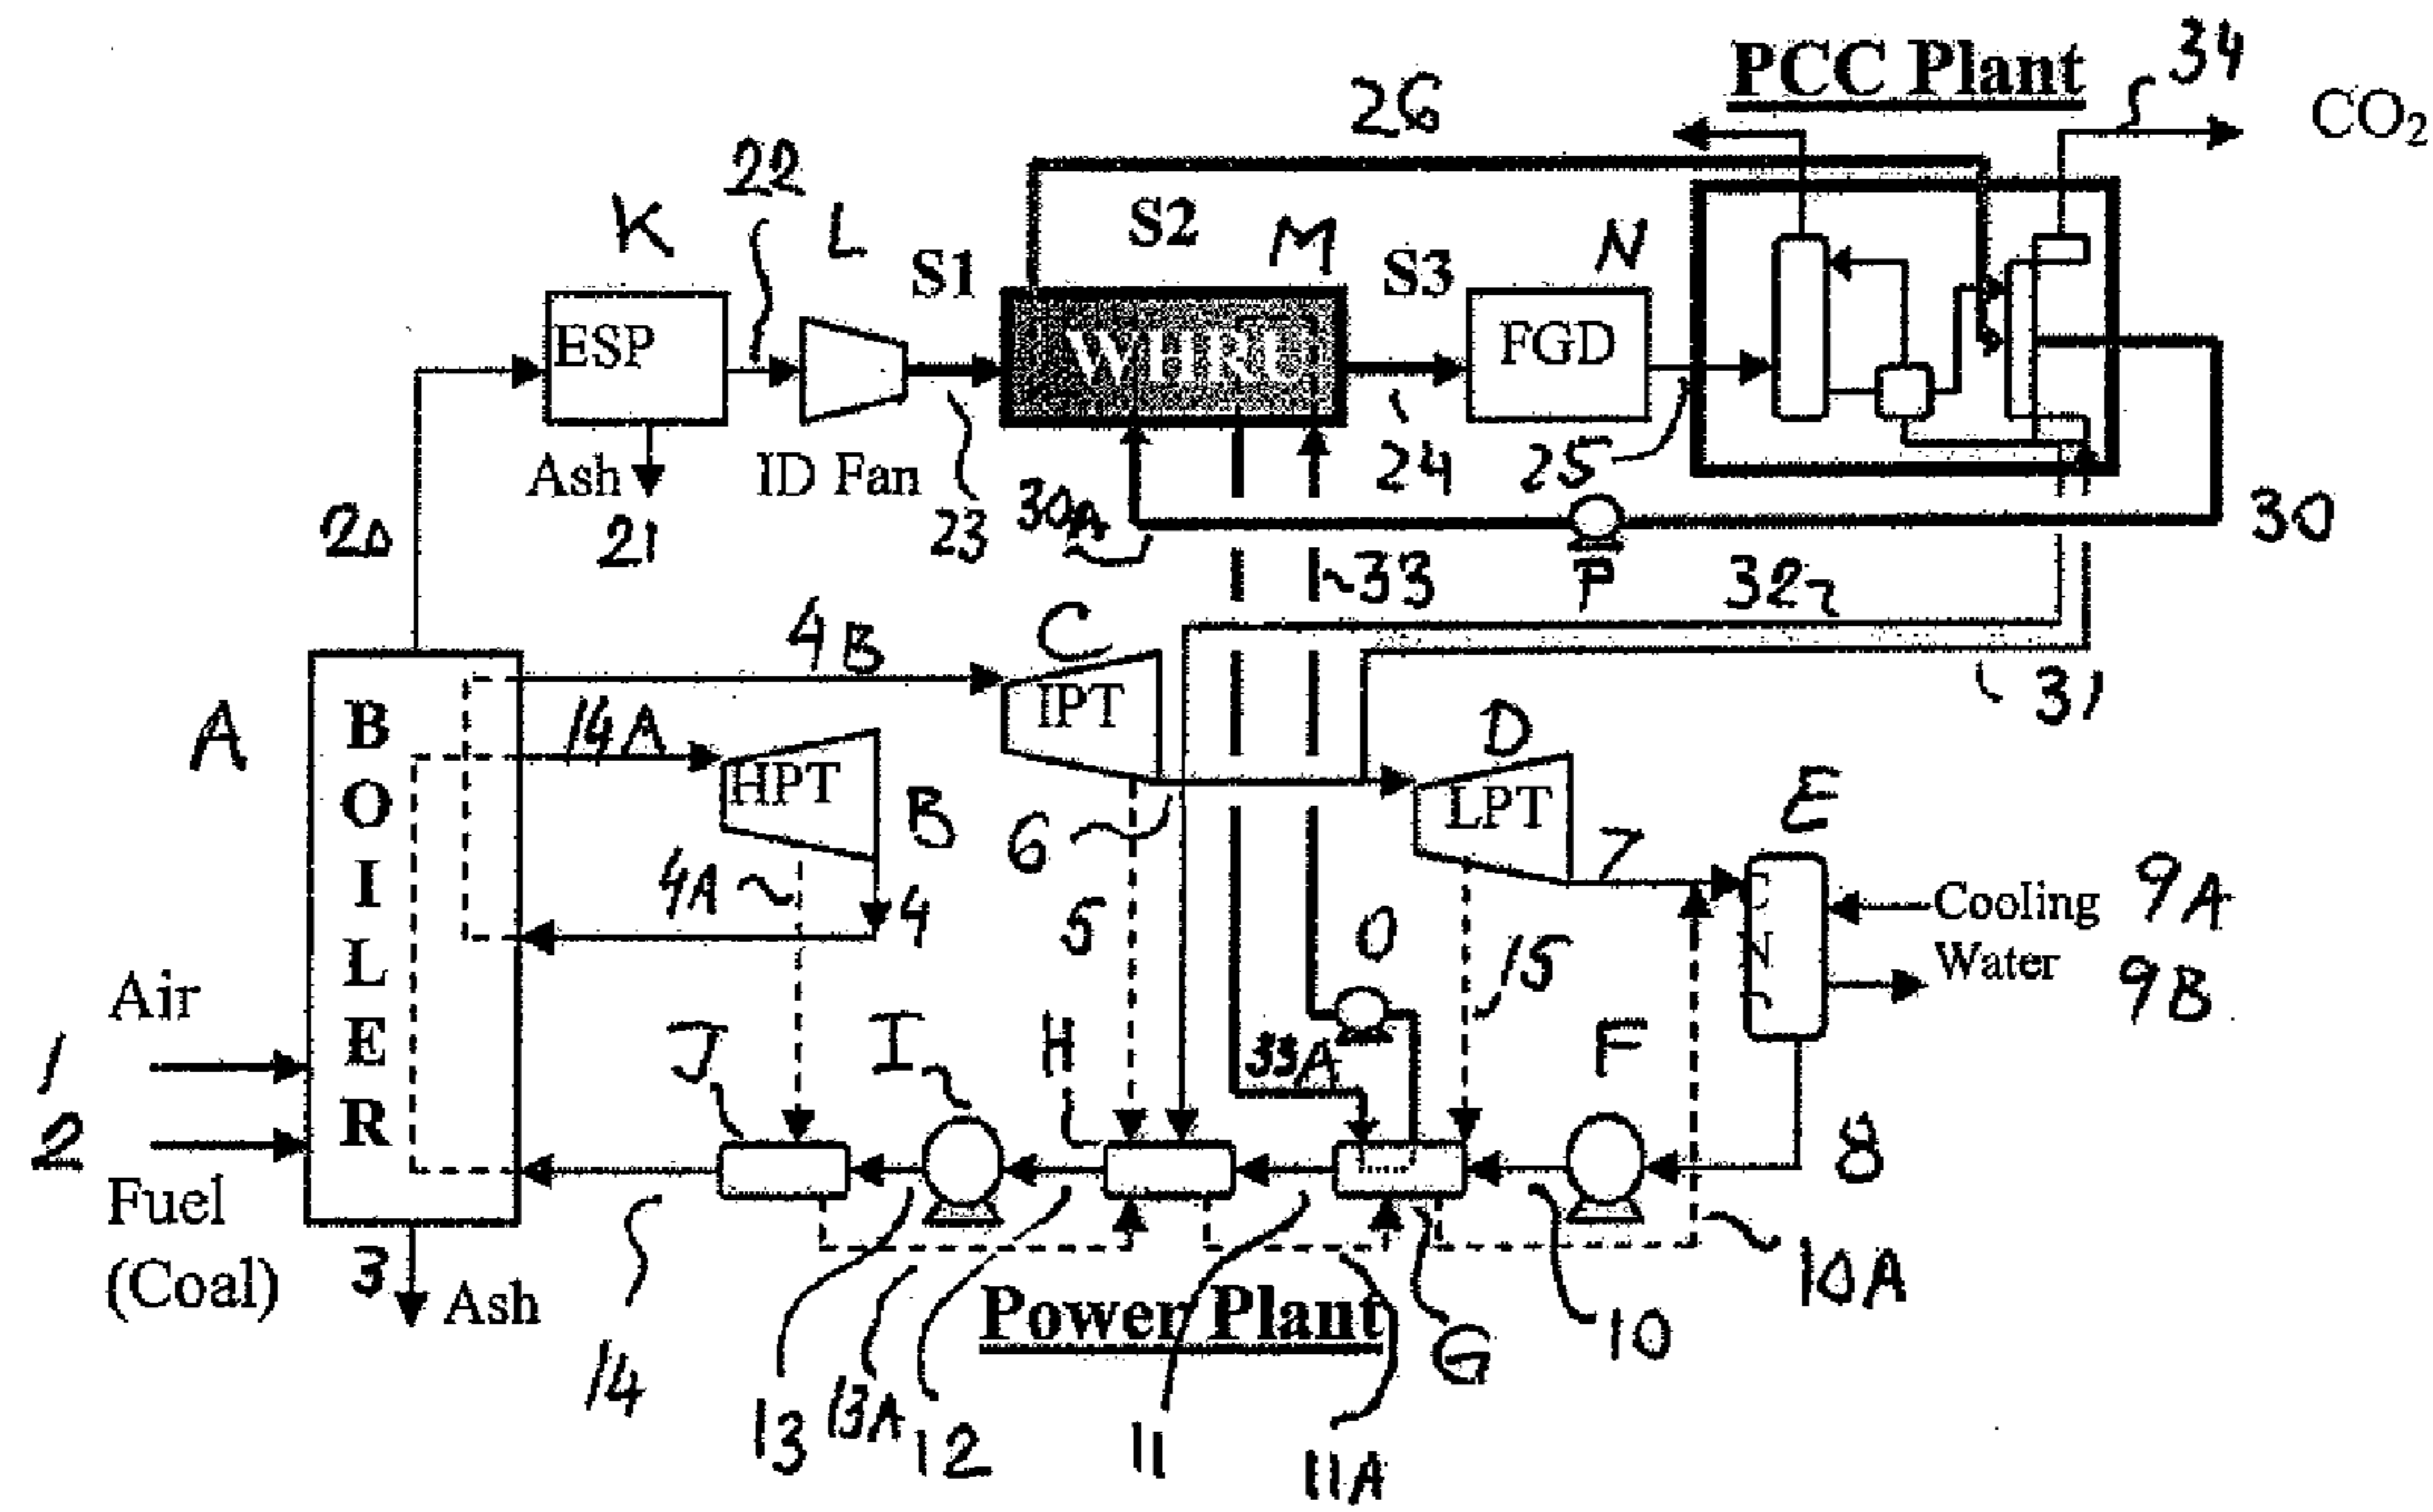 34
PCC Plant
CO₂
26
22
K
L
S1
S2
M
S3
N
ESP
WHRU
FGD
Ash
ID Fan
20
21
23
30A
24
25
30
33
P
32
31
4B
C
IPT
A
BOILER
14A
HPT
B
D
LPT
E
6
7
4A
4
5
O
15
CND
Cooling
Water
9A
9B
Air
1
2
Fuel
(Coal)
J
I
H
33A
F
8
3
Ash
Power Plant
10A
14
13
13A
12
11
11A
G
10